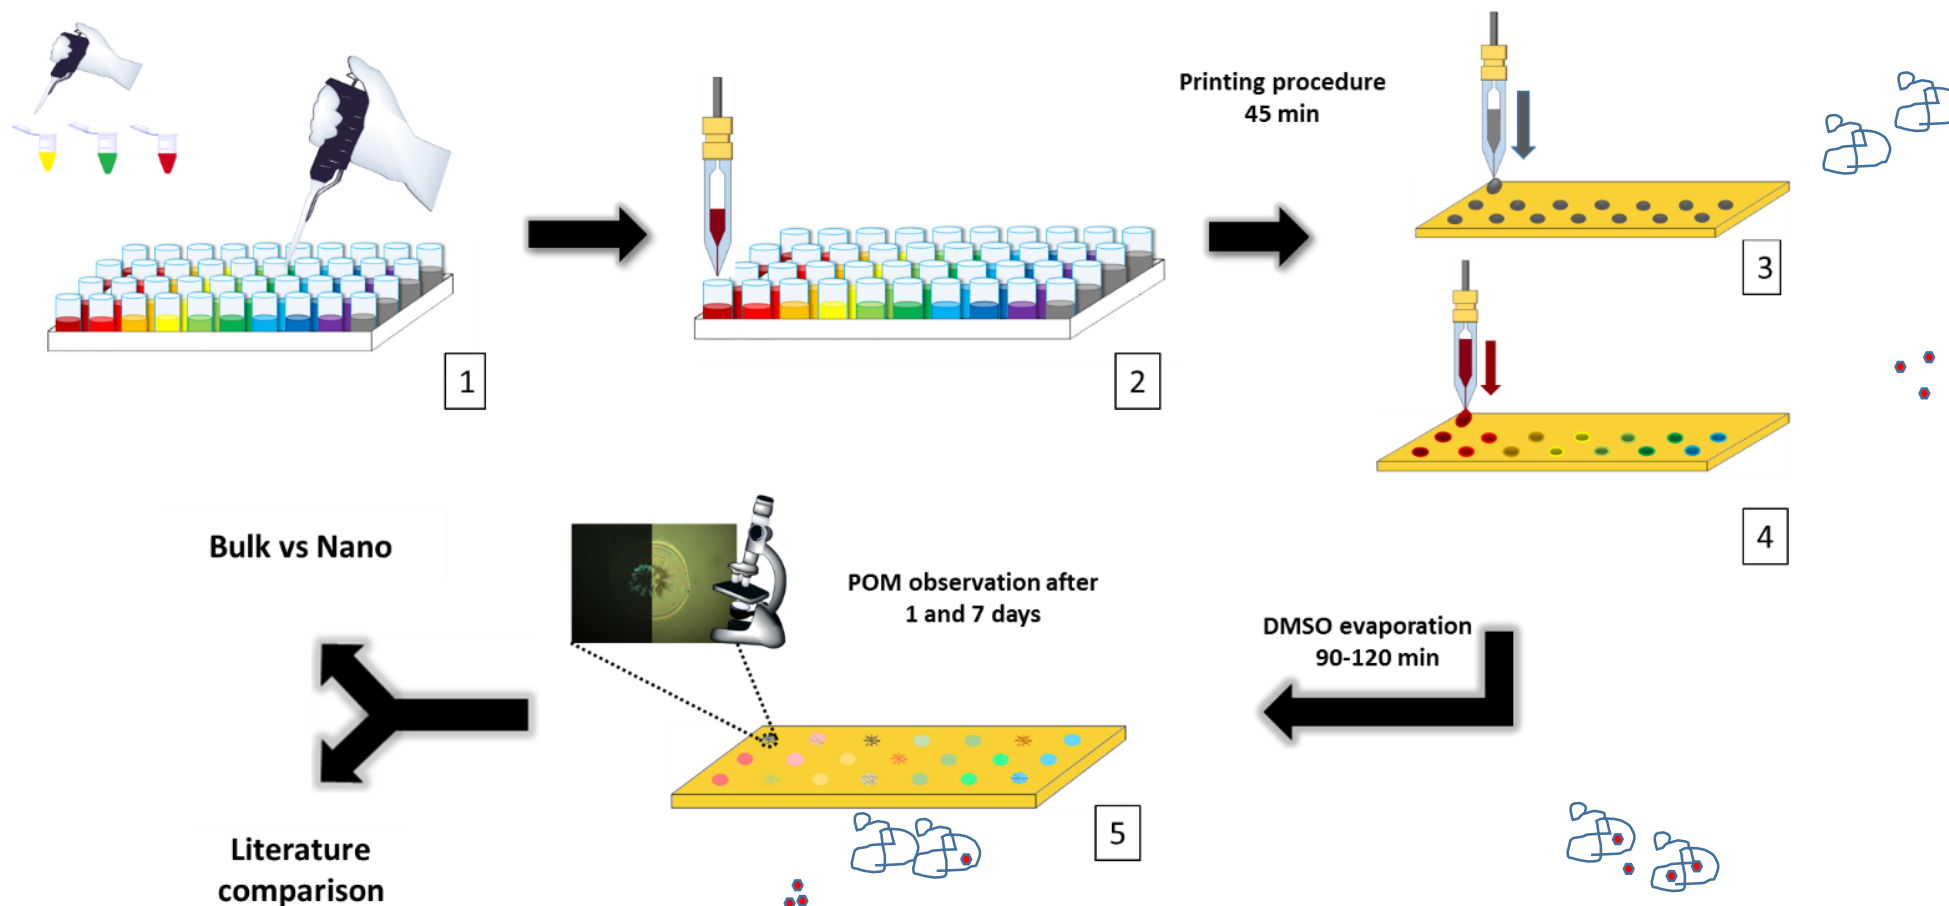 Printing procedure
45 min
1
2
3
4
Bulk vs Nano
POM observation after
1 and 7 days
DMSO evaporation
90-120 min
5
Literature
comparison